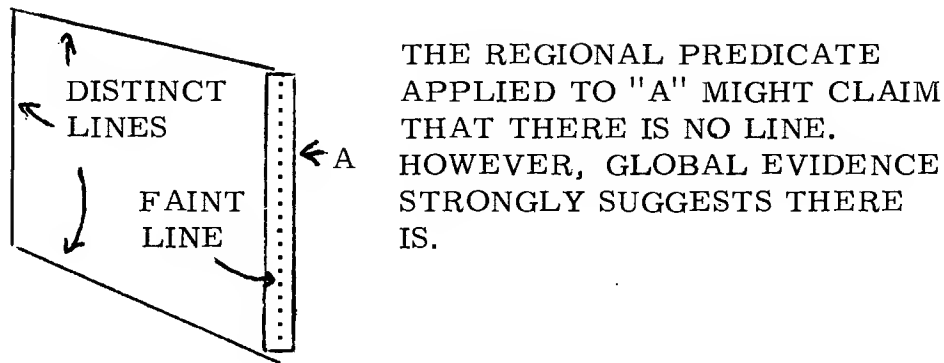 DISTINCT
LINES
FAINT
LINE
A
THE REGIONAL PREDICATE
APPLIED TO "A" MIGHT CLAIM
THAT THERE IS NO LINE.
HOWEVER, GLOBAL EVIDENCE
STRONGLY SUGGESTS THERE
IS.